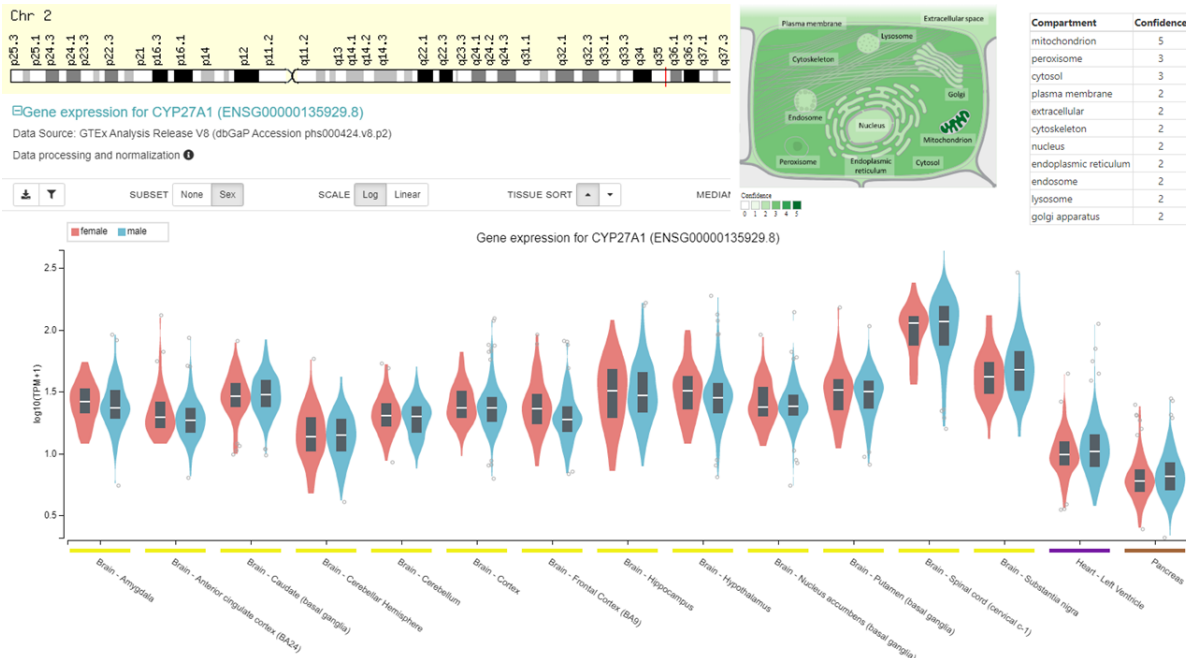 Chr 2
p25.3 p25.1 p24.3 p24.1 p23.3 p22.3 p21 p16.3 p16.1 p14 p12 p11.2 q11.2 q13 q14.1 q14.2 q14.3 q22.1 q22.3 q23.3 q24.1 q24.2 q24.3 q31.1 q32.1 q32.3 q33.1 q33.3 q34 q35 q36.1 q36.3 q37.1 q37.3
Gene expression for CYP27A1 (ENSG00000135929.8)
Data Source: GTEx Analysis Release V8 (dbGaP Accession phs000424.v8.p2)
Data processing and normalization
SUBSET None Sex SCALE Log Linear TISSUE SORT MEDIAN
Plasma membrane
Extracellular space
Lysosome
Cytoskeleton
Golgi
Endosome
Nucleus
Mitochondrion
Peroxisome
Endoplasmic
reticulum
Cytosol
Confidence
0 1 2 3 4 5
Compartment Confidence
mitochondrion 5
peroxisome 3
cytosol 3
plasma membrane 2
extracellular 2
cytoskeleton 2
nucleus 2
endoplasmic reticulum 2
endosome 2
lysosome 2
golgi apparatus 2
female male
Gene expression for CYP27A1 (ENSG00000135929.8)
log10(TPM+1)
2.5
2.0
1.5
1.0
0.5
Brain - Amygdala
Brain - Anterior cingulate cortex (BA24)
Brain - Caudate (basal ganglia)
Brain - Cerebellar Hemisphere
Brain - Cerebellum
Brain - Cortex
Brain - Frontal Cortex (BA9)
Brain - Hippocampus
Brain - Hypothalamus
Brain - Nucleus accumbens (basal ganglia)
Brain - Putamen (basal ganglia)
Brain - Spinal cord (cervical c-1)
Brain - Substantia nigra
Heart - Left Ventricle
Pancreas